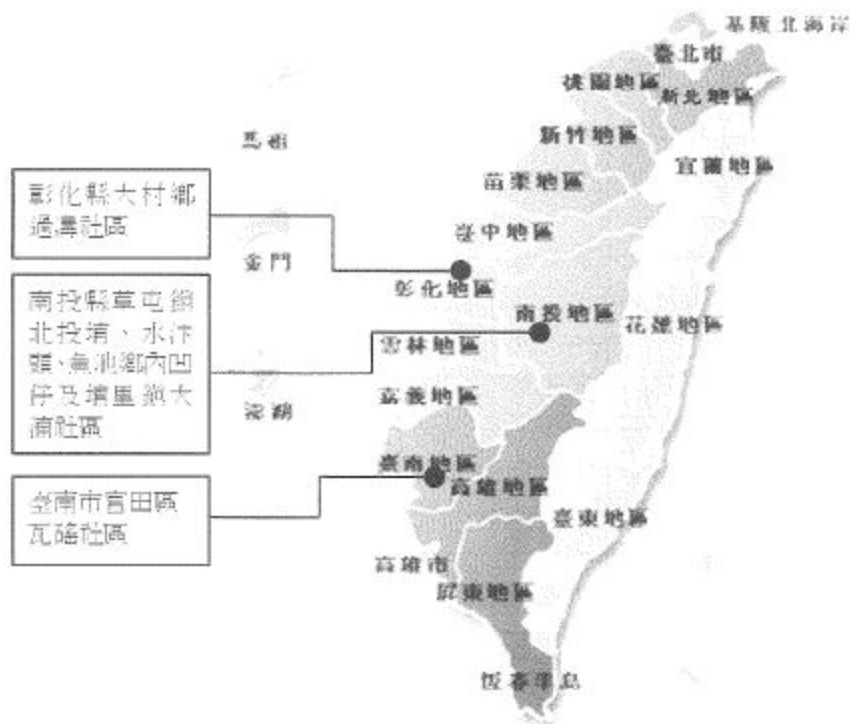 基隆北海岸
臺北市
桃園地區
新北地區
新竹地區
馬祖
宜蘭地區
苗栗地區
彰化縣大村鄉
過溝社區
臺中地區
金門
彰化地區
南投縣草屯鎮
北投埔、水汴
頭、魚池鄉內凹
仔及埔里鎮大
湳社區
南投地區
花蓮地區
雲林地區
嘉義地區
澎湖
臺南地區
高雄地區
臺南市官田區
瓦磘社區
臺東地區
高雄市
屏東地區
恆春半島